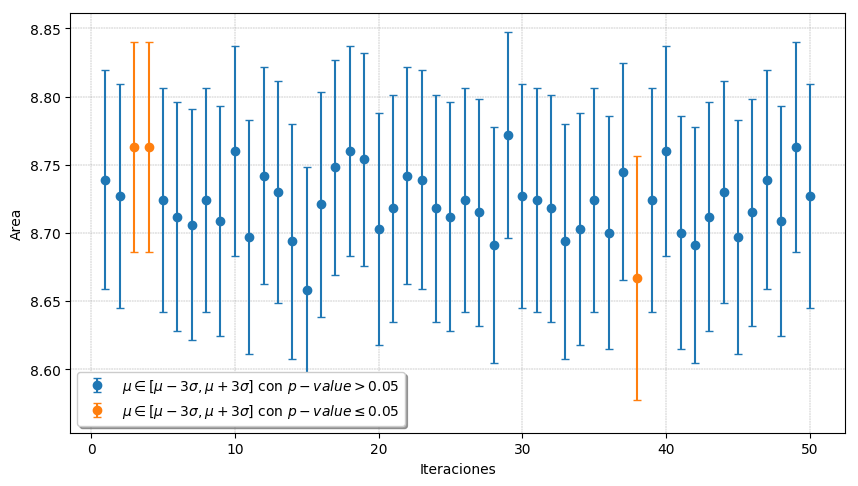 8.85
8.80
8.75
8.70
8.65
8.60
Area
μ ∈ [μ − 3σ, μ + 3σ] con p − value > 0.05
μ ∈ [μ − 3σ, μ + 3σ] con p − value ≤ 0.05
0 10 20 30 40 50
Iteraciones